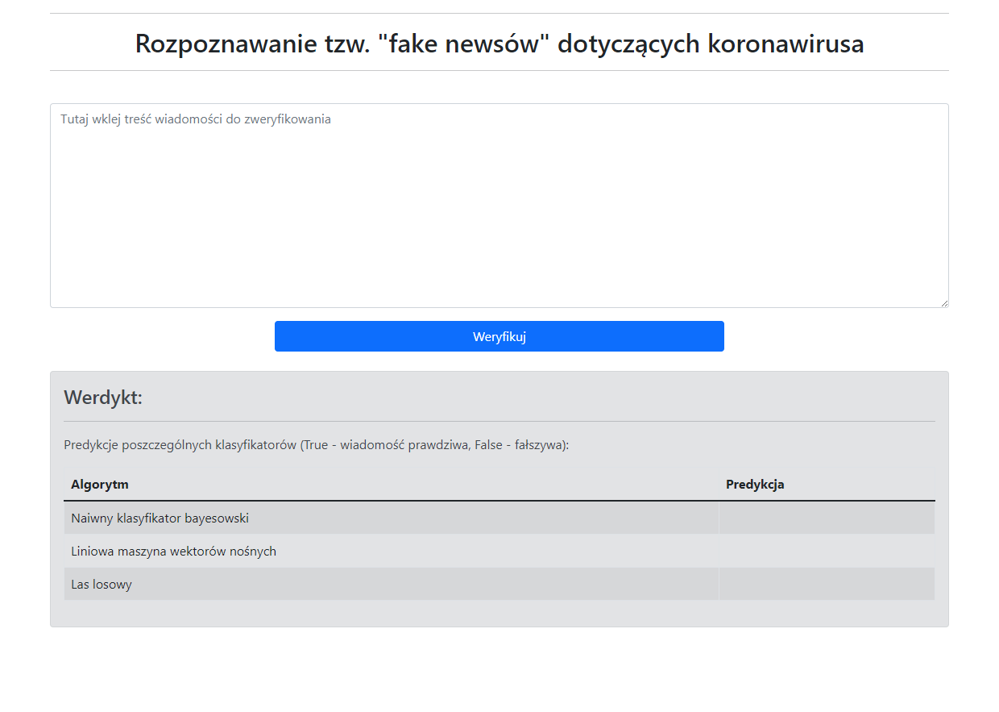 Rozpoznawanie tzw. "fake newsów" dotyczących koronawirusa
Tutaj wklej treść wiadomości do zweryfikowania
Weryfikuj
Werdykt:
Predykcje poszczególnych klasyfikatorów (True - wiadomość prawdziwa, False - fałszywa):
Algorytm Predykcja
Naiwny klasyfikator bayesowski
Liniowa maszyna wektorów nośnych
Las losowy